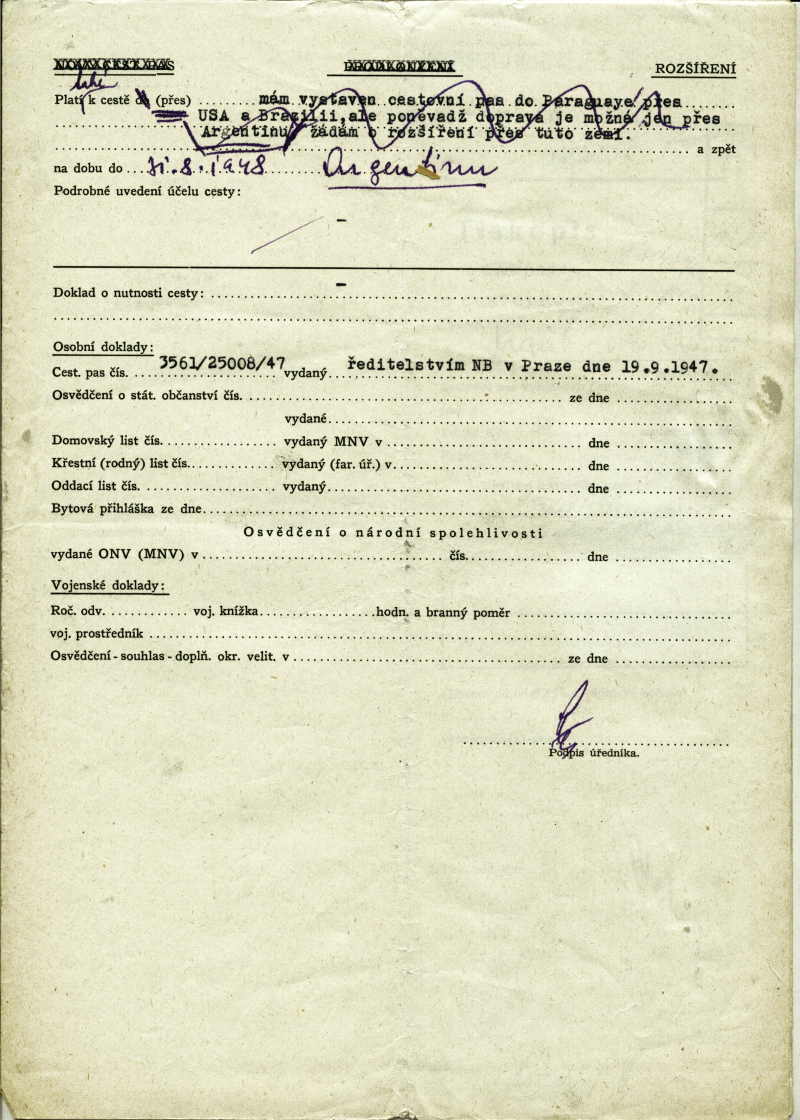 ROZŠÍŘENÍ
také
Platí k cestě (přes) mám vystaven cestovní pas do Paraguaye přes
USA a Brazilii, ale poněvadž doprava je možná jen přes
Argentinu, žádám o rozšíření přes tuto zemi.
a zpět
na dobu do 31.8.1948 Argentinu
Podrobné uvedení účelu cesty: -
Doklad o nutnosti cesty: -
Osobní doklady:
Cest. pas čís. 3561/25008/47 vydaný ředitelstvím NB v Praze dne 19.9.1947.
Osvědčení o stát. občanství čís. ze dne
vydané
Domovský list čís. vydaný MNV v dne
Křestní (rodný) list čís. vydaný (far. úř.) v dne
Oddací list čís. vydaný dne
Bytová přihláška ze dne
Osvědčení o národní spolehlivosti
vydané ONV (MNV) v čís. dne
Vojenské doklady:
Roč. odv. voj. knížka hodn. a branný poměr
voj. prostředník
Osvědčení - souhlas - doplň. okr. velit. v ze dne
Podpis úředníka.